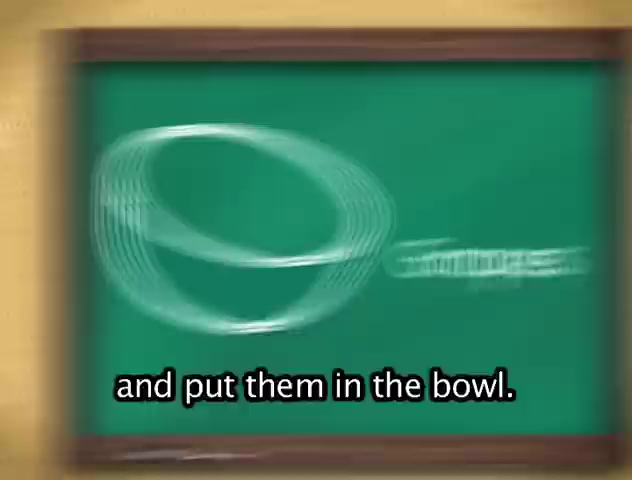 and put them in the bowl.